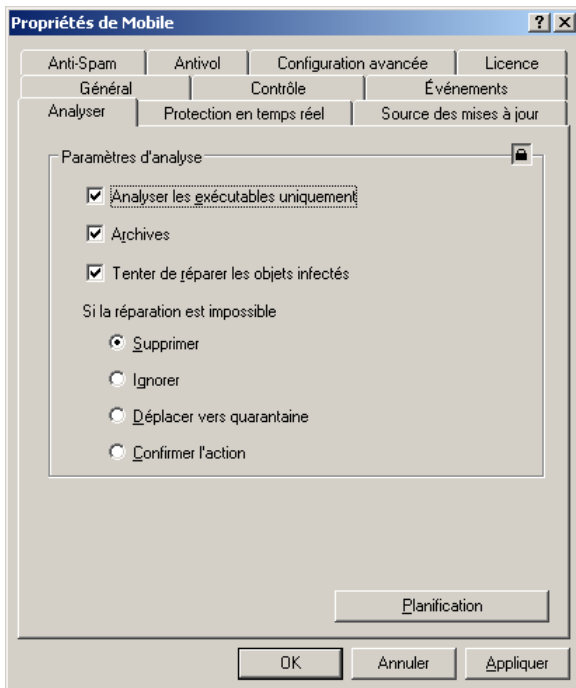 Propriétés de Mobile
Anti-Spam Antivol Configuration avancée Licence
Général Contrôle Événements
Analyser Protection en temps réel Source des mises à jour
Paramètres d'analyse
Analyser les exécutables uniquement
Archives
Tenter de réparer les objets infectés
Si la réparation est impossible
Supprimer
Ignorer
Déplacer vers quarantaine
Confirmer l'action
Planification
OK Annuler Appliquer